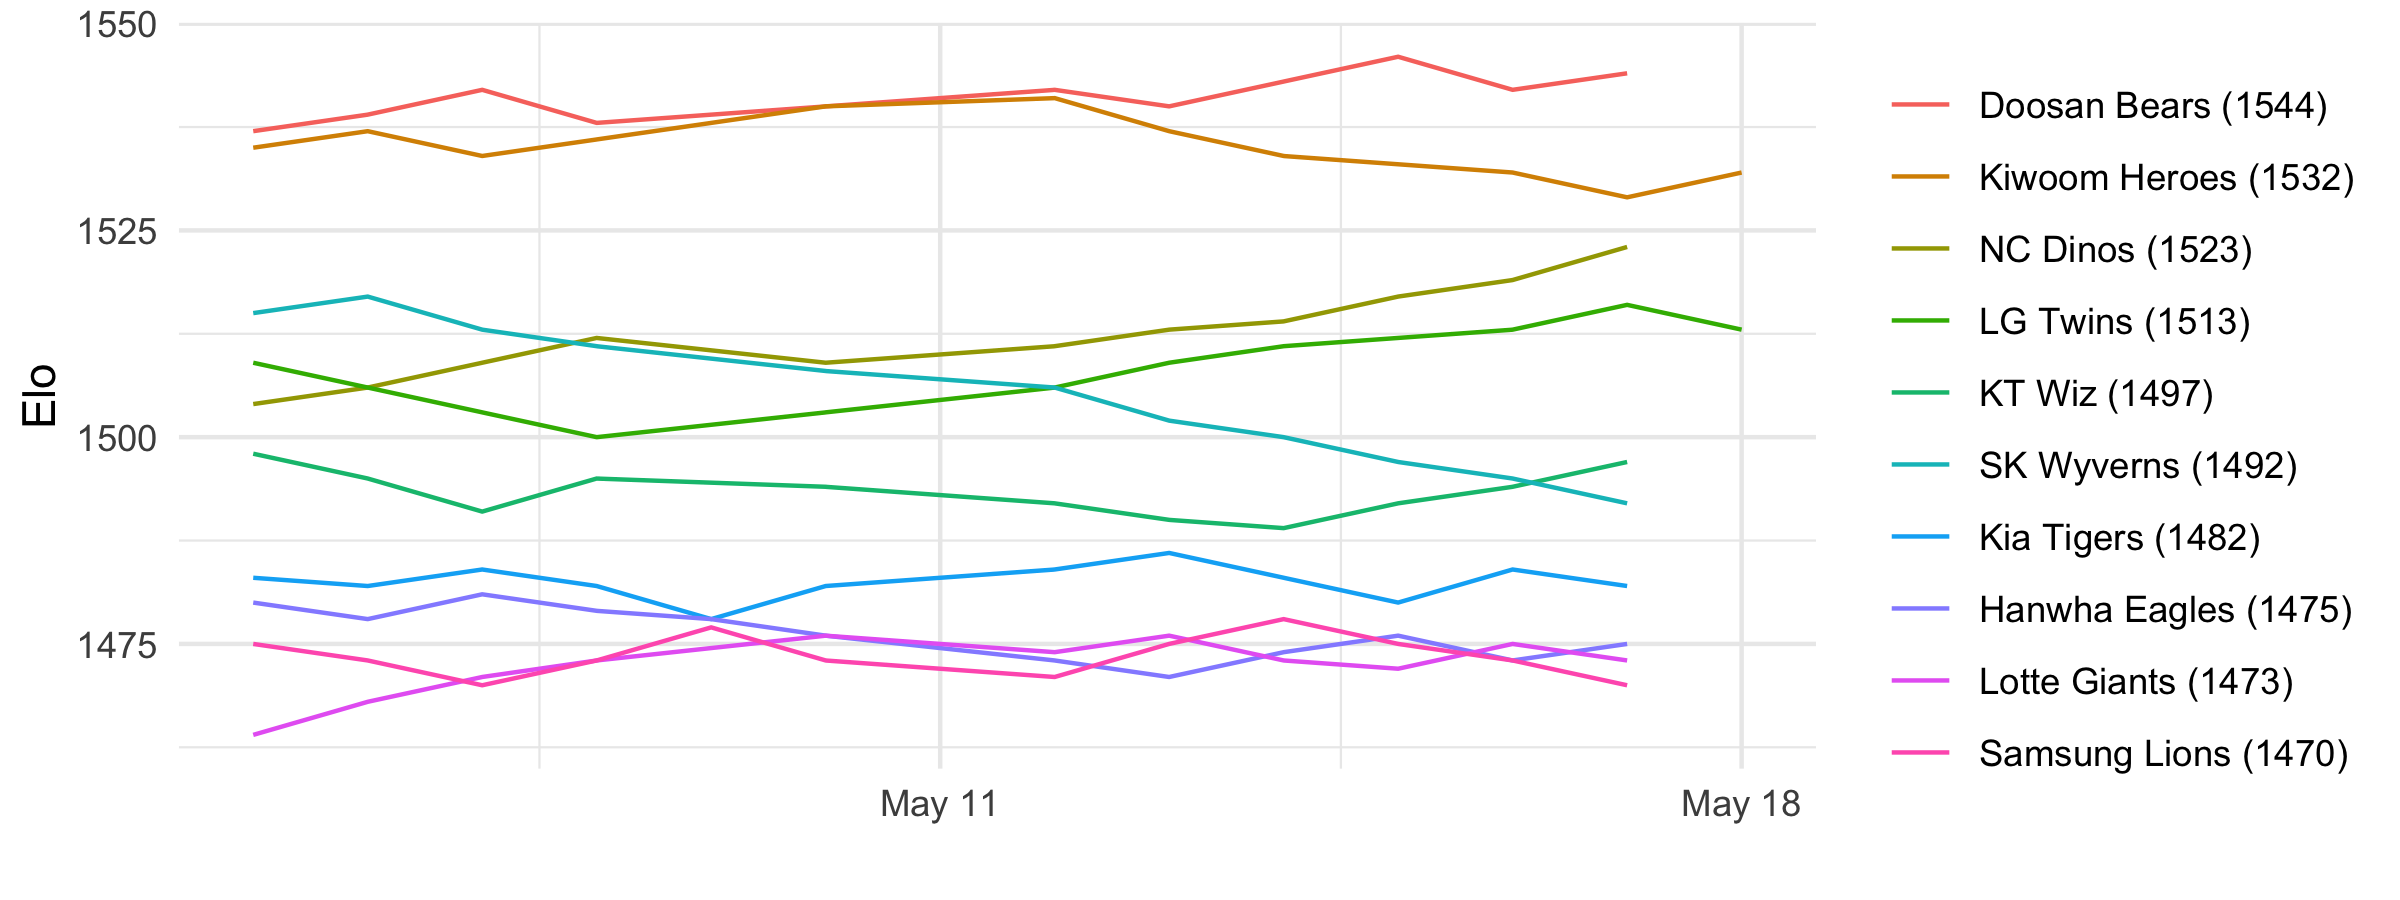 1550
1525
1500
1475
Elo
May 11
May 18
Doosan Bears (1544)
Kiwoom Heroes (1532)
NC Dinos (1523)
LG Twins (1513)
KT Wiz (1497)
SK Wyverns (1492)
Kia Tigers (1482)
Hanwha Eagles (1475)
Lotte Giants (1473)
Samsung Lions (1470)